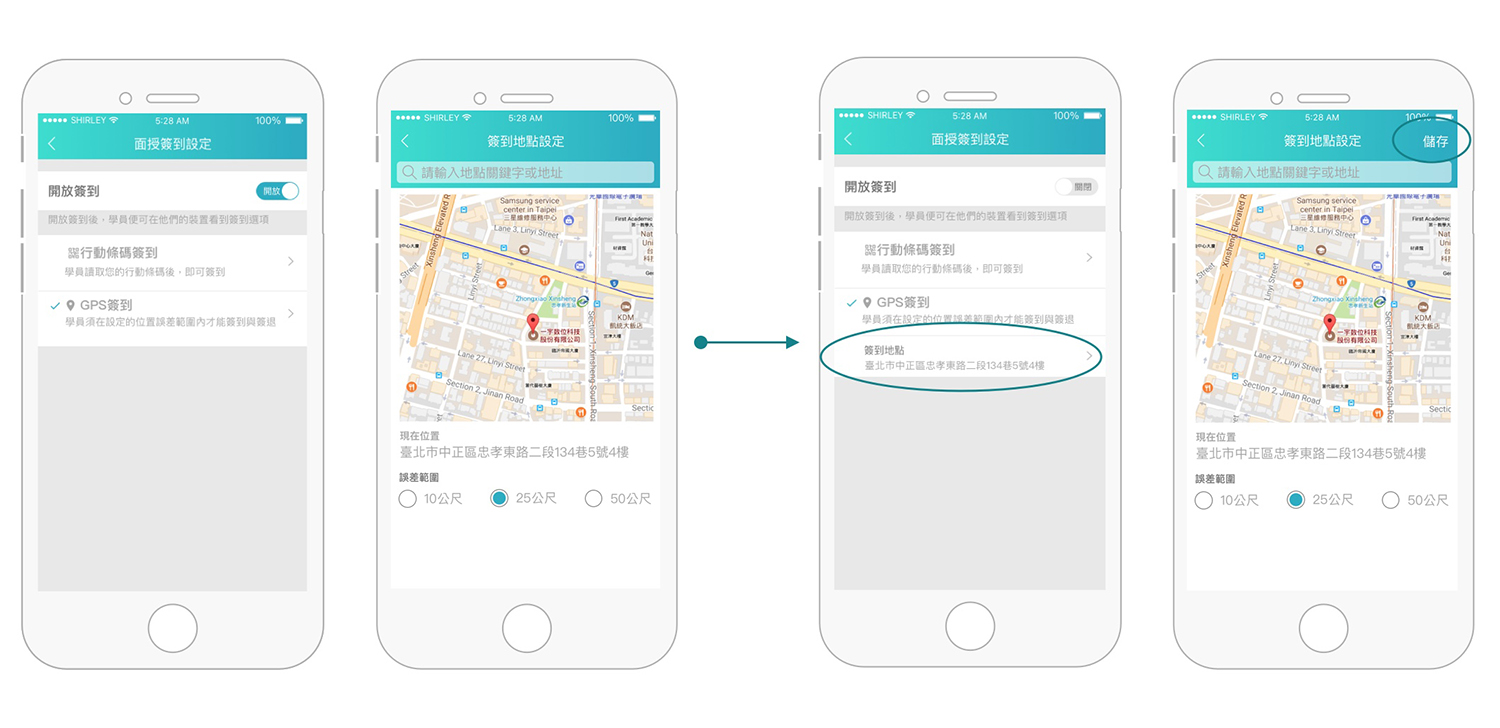 SHIRLEY 5:28 AM 100%
面授簽到設定
開放簽到 開放
開放簽到後，學員便可在他們的裝置看到簽到選項
行動條碼簽到
學員讀取您的行動條碼後，即可簽到
GPS簽到
學員須在設定的位置誤差範圍內才能簽到與簽退
SHIRLEY 5:28 AM 100%
簽到地點設定
請輸入地點關鍵字或地址
Samsung service
center in Taipei
三星維修服務中心
First Academic
Lane 3, Linyi Street
Xinsheng Elevated R
Linyi Street
Zhongxiao Xinsheng
忠孝新生站
KDM
凱統大飯店
一宇數位科技
股份有限公司
Section 1, Xinsheng South Roa
Lane 27, Linyi Street
Section 2, Jinan Road
Sectic
現在位置
臺北市中正區忠孝東路二段134巷5號4樓
誤差範圍
10公尺 25公尺 50公尺
SHIRLEY 5:28 AM 100%
面授簽到設定
開放簽到 關閉
開放簽到後，學員便可在他們的裝置看到簽到選項
行動條碼簽到
學員讀取您的行動條碼後，即可簽到
GPS簽到
學員須在設定的位置誤差範圍內才能簽到與簽退
簽到地點
臺北市中正區忠孝東路二段134巷5號4樓
SHIRLEY 5:28 AM 100%
簽到地點設定 儲存
請輸入地點關鍵字或地址
Samsung service
center in Taipei
三星維修服務中心
First Academic
Lane 3, Linyi Street
Xinsheng Elevated R
Linyi Street
Zhongxiao Xinsheng
忠孝新生站
KDM
凱統大飯店
一宇數位科技
股份有限公司
Section 1, Xinsheng South Roa
Lane 27, Linyi Street
Section 2, Jinan Road
Sectic
現在位置
臺北市中正區忠孝東路二段134巷5號4樓
誤差範圍
10公尺 25公尺 50公尺